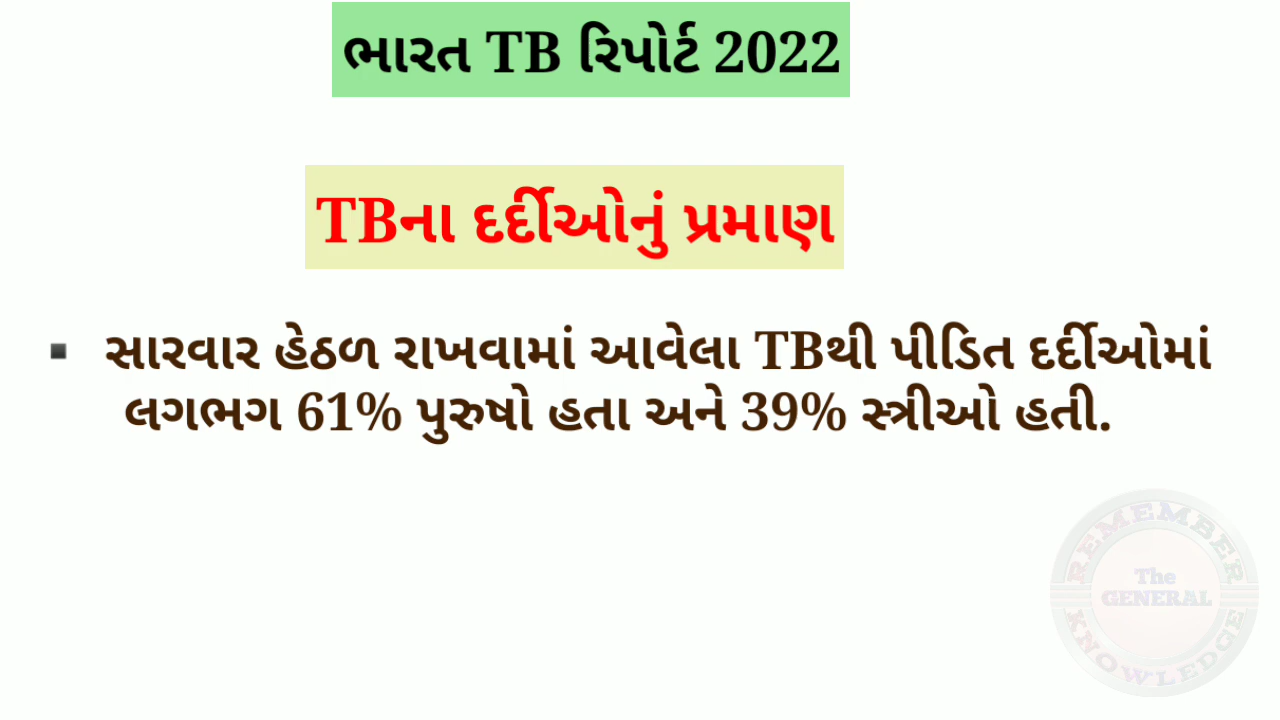 ભારત TB રિપોર્ટ 2022
TBના દર્દીઓનું પ્રમાણ
▪ સારવાર હેઠળ રાખવામાં આવેલા TBથી પીડિત દર્દીઓમાં
લગભગ 61% પુરુષો હતા અને 39% સ્ત્રીઓ હતી.
REMEMBER
The
GENERAL
KNOWLEDGE